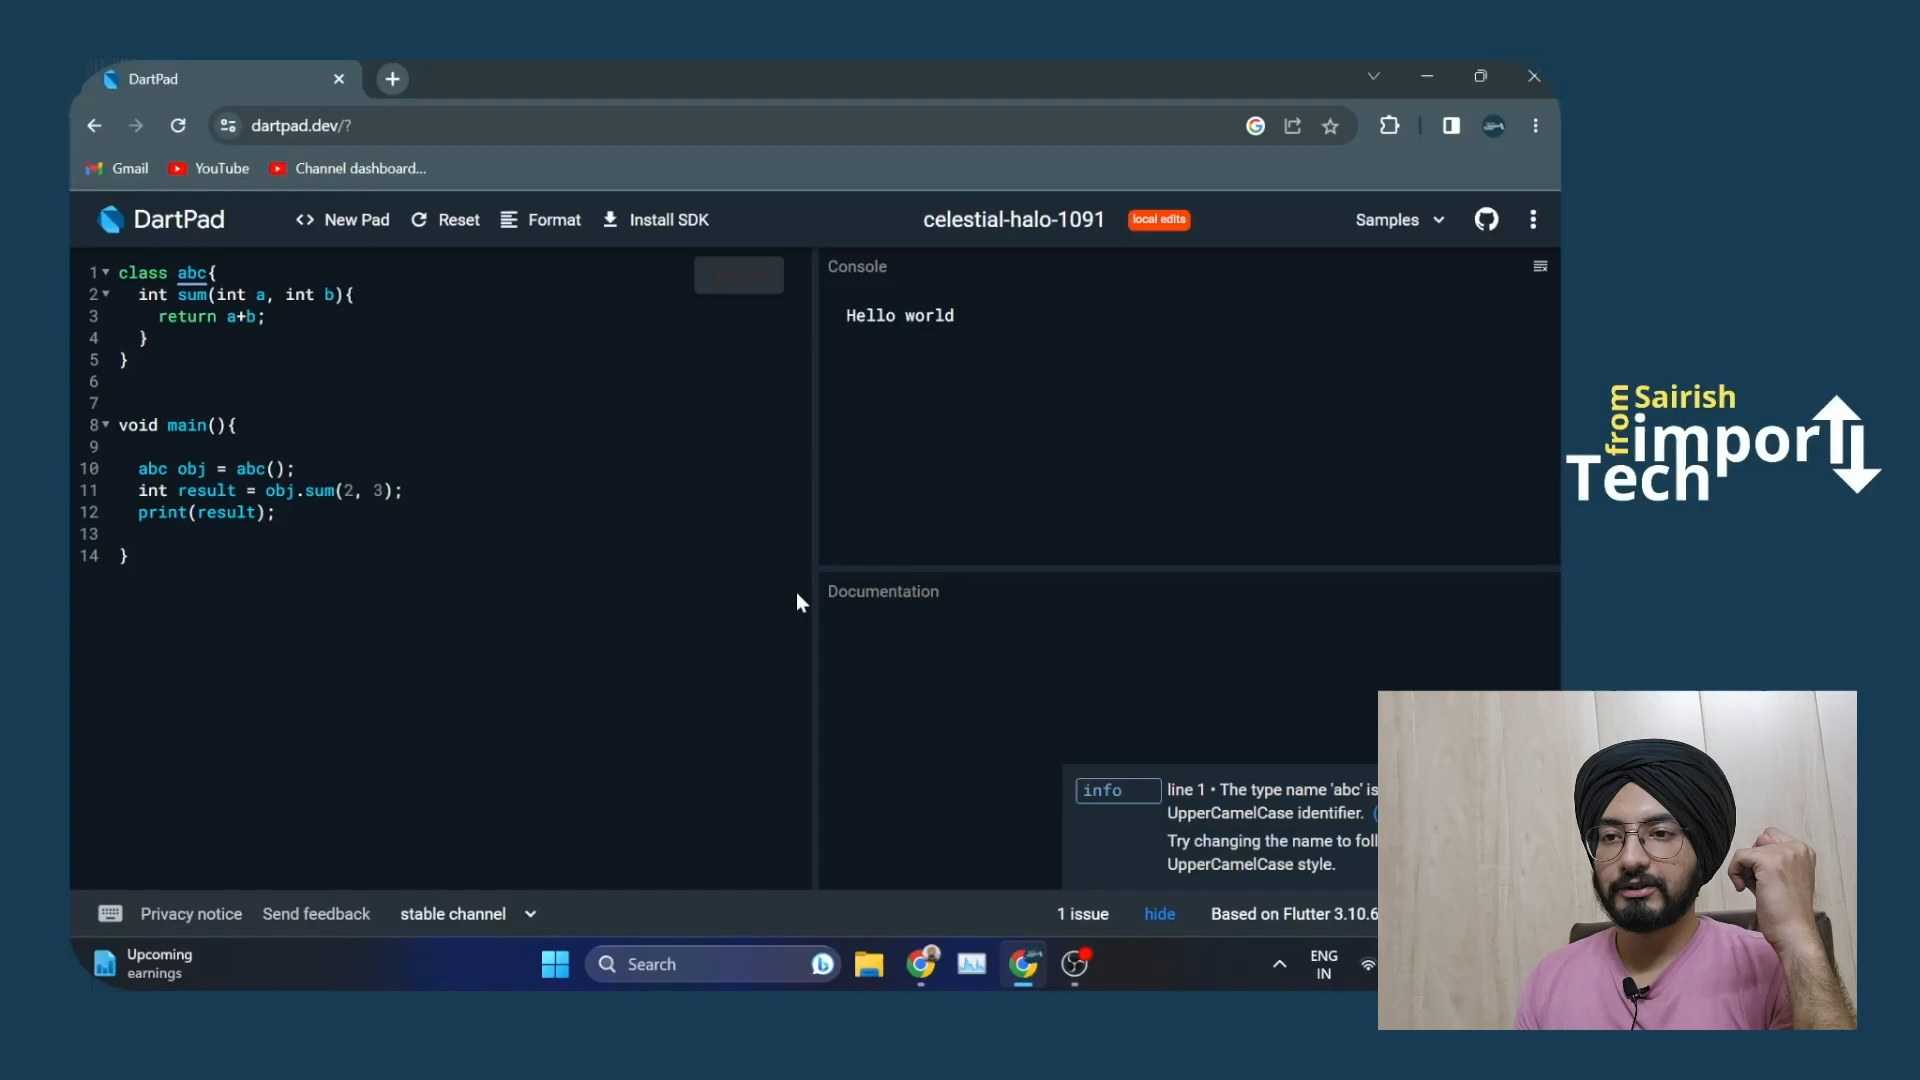 DartPad
dartpad.dev/?
Gmail
YouTube
Channel dashboard...
DartPad
New Pad
Reset
Format
Install SDK
celestial-halo-1091
local edits
Samples
1 class abc{
2 int sum(int a, int b){
3 return a+b;
4 }
5 }
6
7
8 void main(){
9
10 abc obj = abc();
11 int result = obj.sum(2, 3);
12 print(result);
13
14 }
Console
Hello world
Documentation
info
line 1 • The type name 'abc' is
UpperCamelCase identifier.
Try changing the name to foll
UpperCamelCase style.
Privacy notice
Send feedback
stable channel
1 issue
hide
Based on Flutter 3.10.6
Upcoming
earnings
Search
ENG
IN
from Sairish
import
Tech